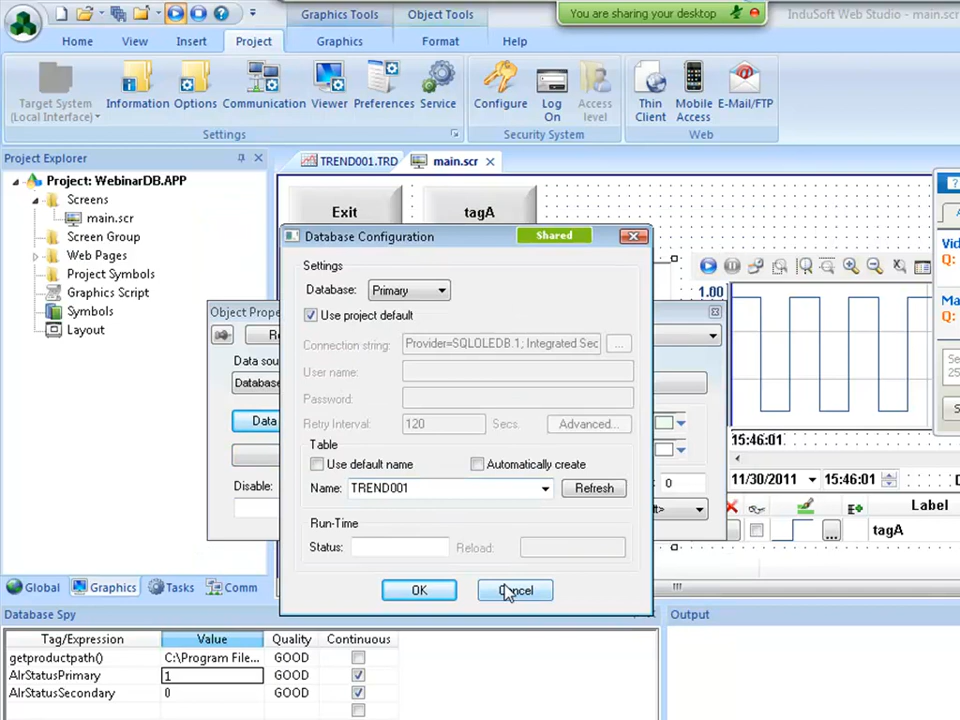 Graphics Tools
Object Tools
You are sharing your desktop
InduSoft Web Studio - main.scr
Home
View
Insert
Project
Graphics
Format
Help
Target System
(Local Interface)
Information
Options
Communication
Viewer
Preferences
Service
Configure
Log
On
Access
level
Thin
Client
Mobile
Access
E-Mail/FTP
Settings
Security System
Web
Project Explorer
TREND001.TRD
main.scr
Project: WebinarDB.APP
Screens
main.scr
Screen Group
Web Pages
Project Symbols
Graphics Script
Symbols
Layout
Exit
tagA
Database Configuration
Shared
Settings
Database:
Primary
Use project default
Connection string:
Provider=SQLOLEDB.1; Integrated Sec
...
User name:
Password:
Retry Interval:
120
Secs.
Advanced...
Table
Use default name
Automatically create
Name:
TREND001
Refresh
Run-Time
Status:
Reload:
OK
Cancel
Object Prope
Data sou
Database
Data
Disable:
0
1.00
15:46:01
11/30/2011
15:46:01
Label
tagA
...
Vid
Q:
Ma
Q:
Se
25
Global
Graphics
Tasks
Comm
Database Spy
Output
Tag/Expression
Value
Quality
Continuous
getproductpath()
C:\Program File...
GOOD
AlrStatusPrimary
1
GOOD
AlrStatusSecondary
0
GOOD